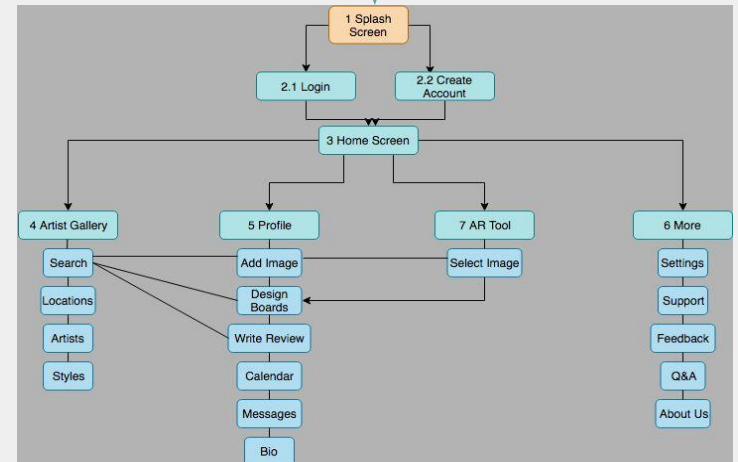 1 Splash
Screen
2.1 Login
2.2 Create
Account
3 Home Screen
4 Artist Gallery
5 Profile
7 AR Tool
6 More
Search
Add Image
Select Image
Settings
Locations
Design
Boards
Support
Artists
Write Review
Feedback
Styles
Calendar
Q&A
Messages
About Us
Bio